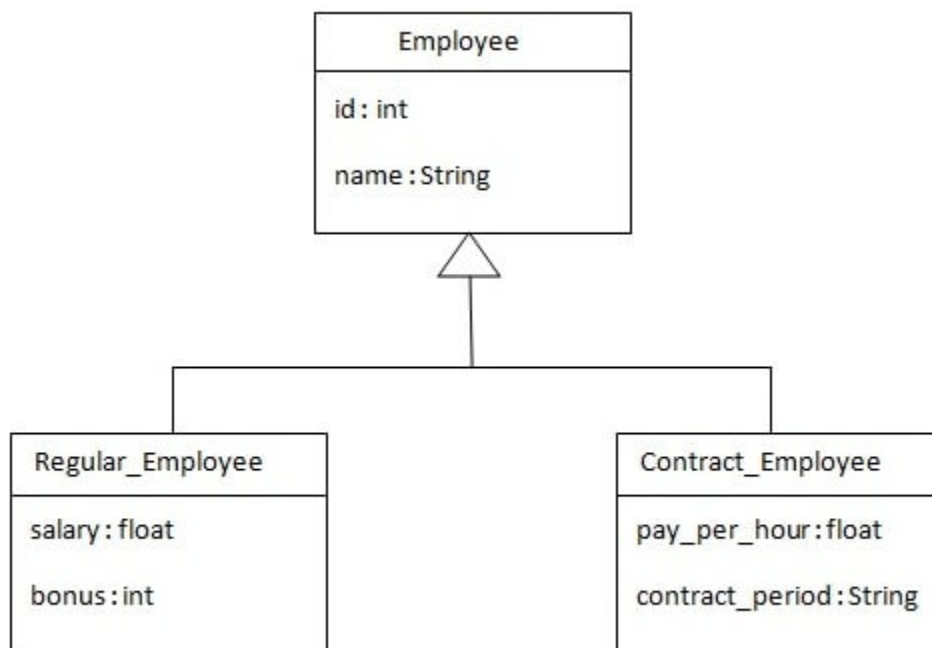 Employee
id: int
name:String
Regular_Employee
salary:float
bonus:int
Contract_Employee
pay_per_hour:float
contract_period:String